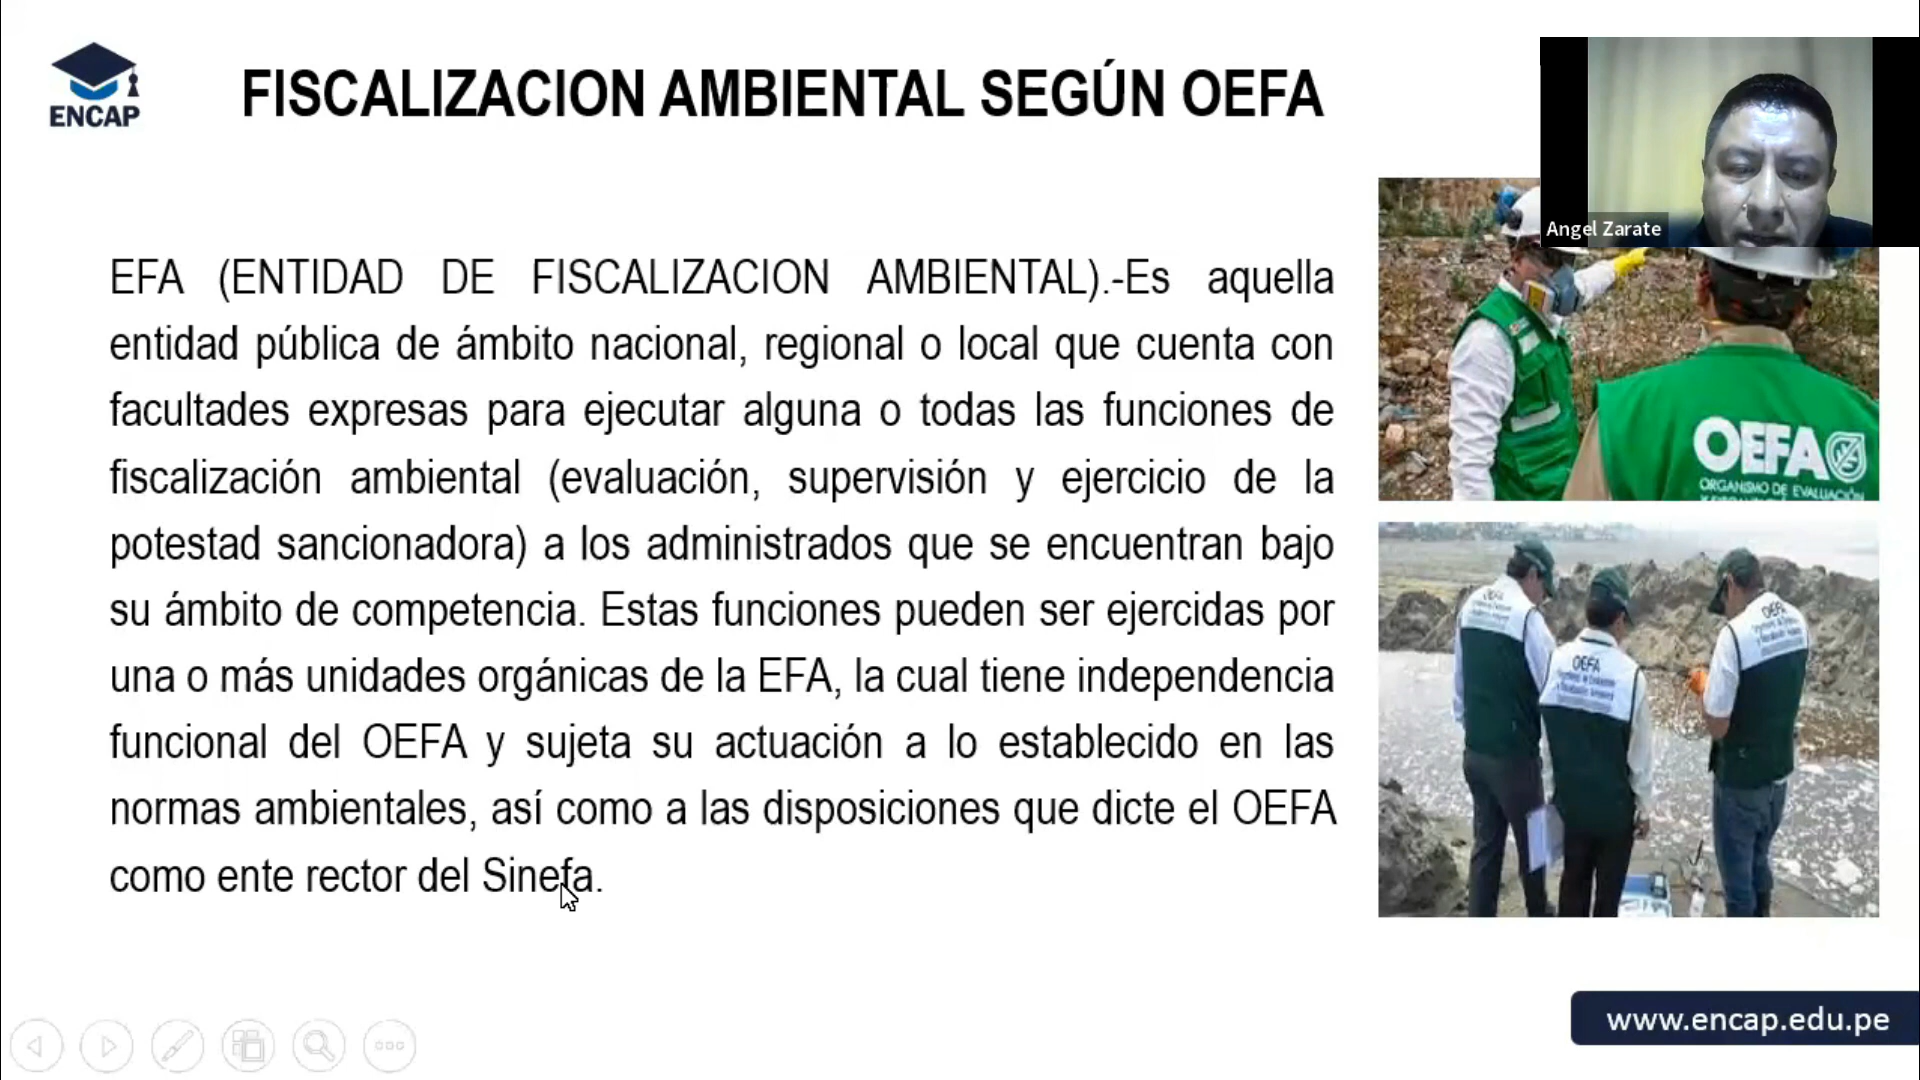 ENCAP
FISCALIZACION AMBIENTAL SEGÚN OEFA
Angel Zarate
EFA (ENTIDAD DE FISCALIZACION AMBIENTAL).-Es aquella
entidad pública de ámbito nacional, regional o local que cuenta con
facultades expresas para ejecutar alguna o todas las funciones de
fiscalización ambiental (evaluación, supervisión y ejercicio de la
potestad sancionadora) a los administrados que se encuentran bajo
su ámbito de competencia. Estas funciones pueden ser ejercidas por
una o más unidades orgánicas de la EFA, la cual tiene independencia
funcional del OEFA y sujeta su actuación a lo establecido en las
normas ambientales, así como a las disposiciones que dicte el OEFA
como ente rector del Sinefa.
OEFA
ORGANISMO DE EVALUACIÓN
OEFA
OEFA
OEFA
www.encap.edu.pe